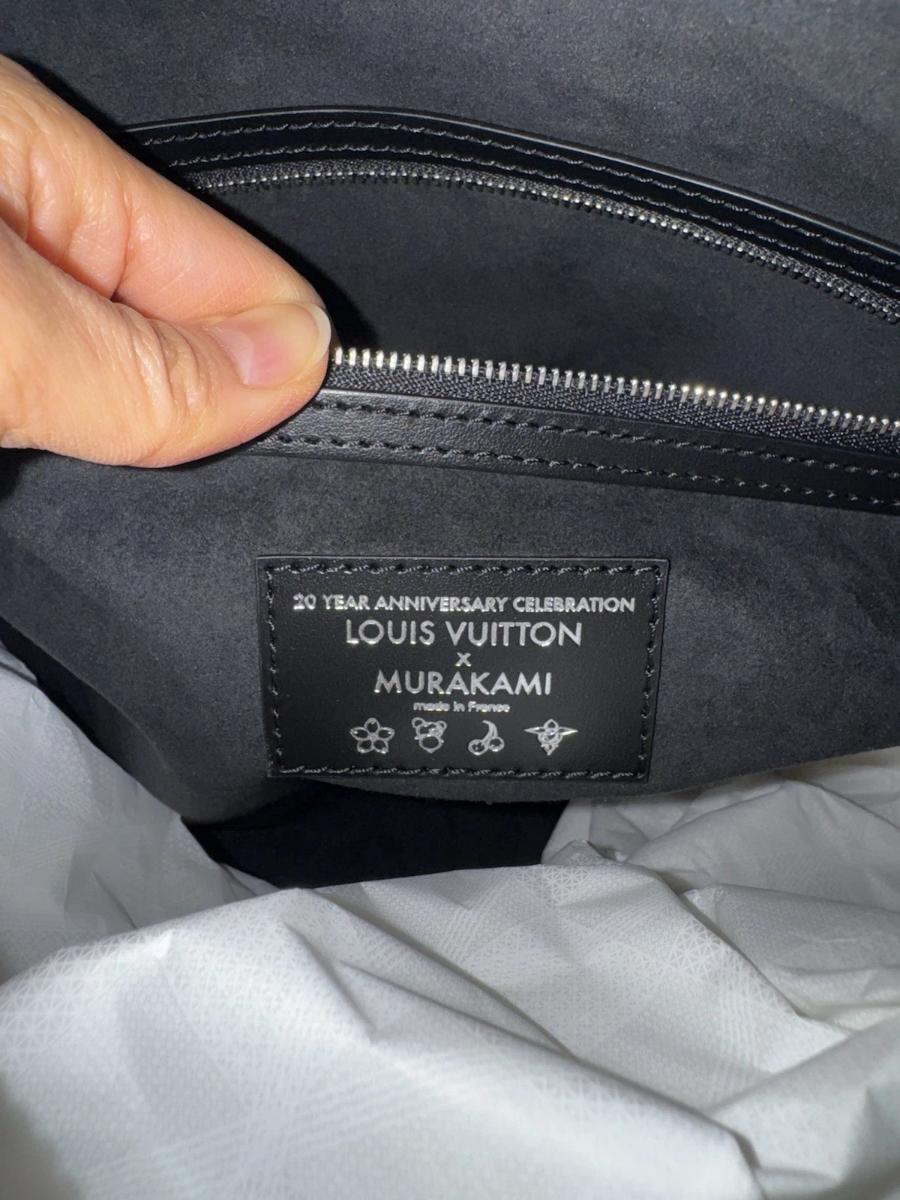 20 YEAR ANNIVERSARY CELEBRATION
LOUIS VUITTON
x
MURAKAMI
made in France